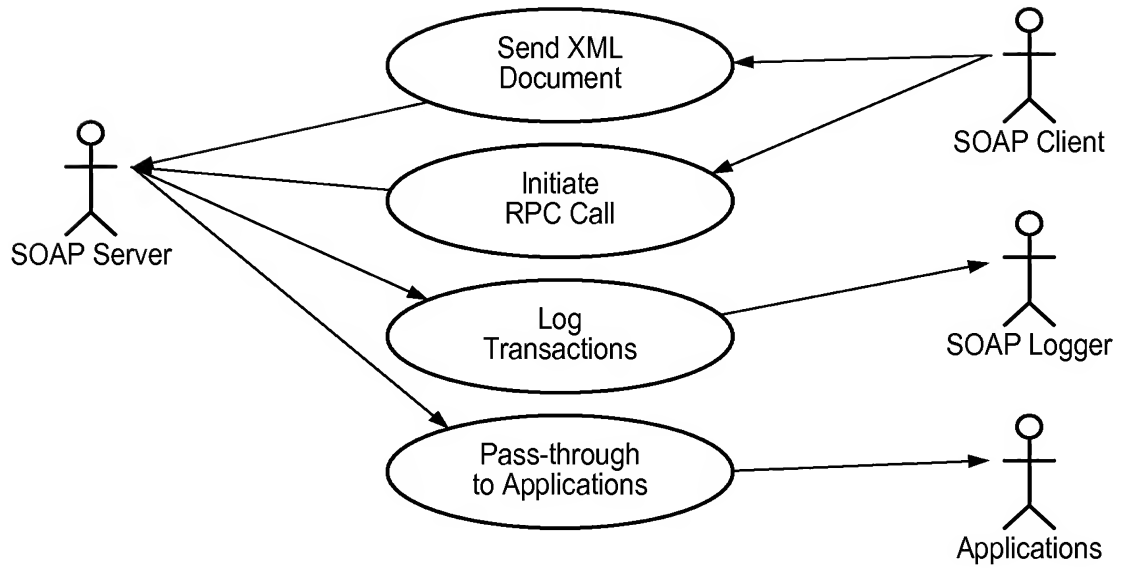 Send XML
Document
SOAP Client
Initiate
RPC Call
SOAP Server
Log
Transactions
SOAP Logger
Pass-through
to Applications
Applications